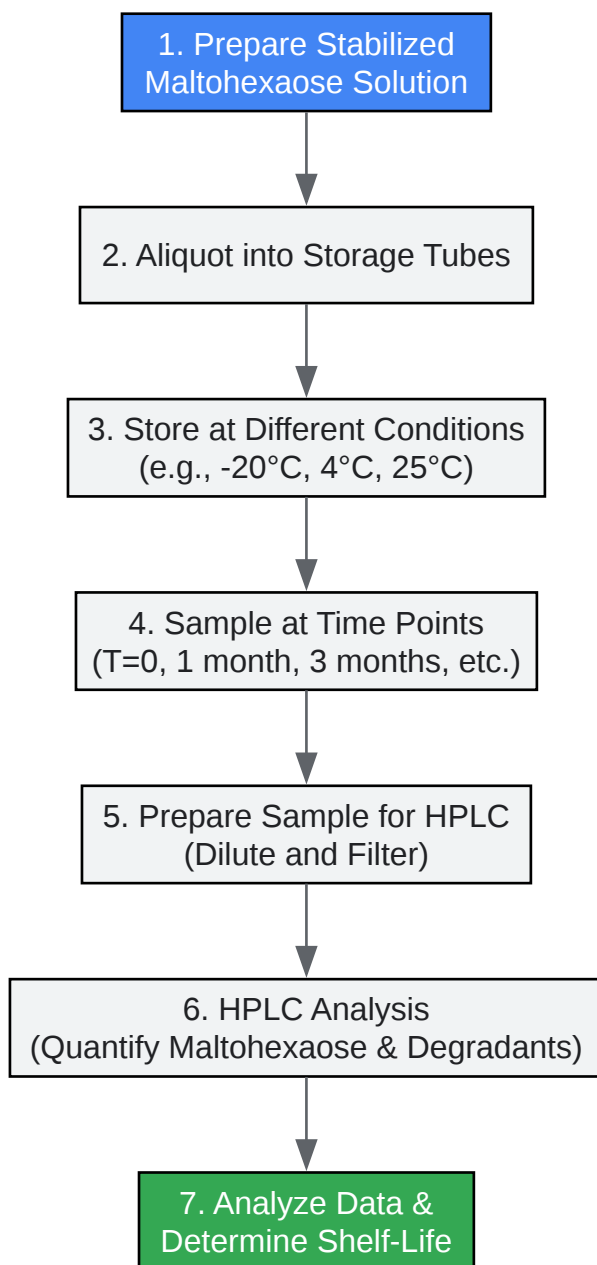 1. Prepare Stabilized
Maltohexaose Solution
2. Aliquot into Storage Tubes
3. Store at Different Conditions
(e.g., -20°C, 4°C, 25°C)
4. Sample at Time Points
(T=0, 1 month, 3 months, etc.)
5. Prepare Sample for HPLC
(Dilute and Filter)
6. HPLC Analysis
(Quantify Maltohexaose & Degradants)
7. Analyze Data &
Determine Shelf-Life